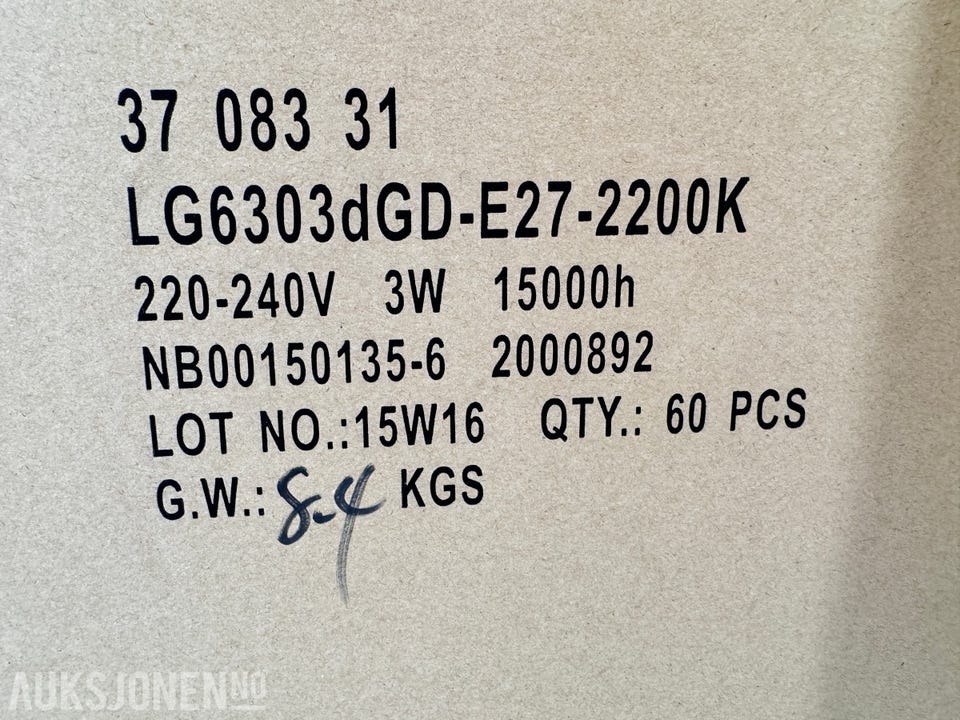 37 083 31
LG6303dGD-E27-2200K
220-240V 3W 15000h
NB00150135-6 2000892
LOT NO.:15W16 QTY.: 60 PCS
G.W.: 8.4 KGS
AUKSJONEN.NO